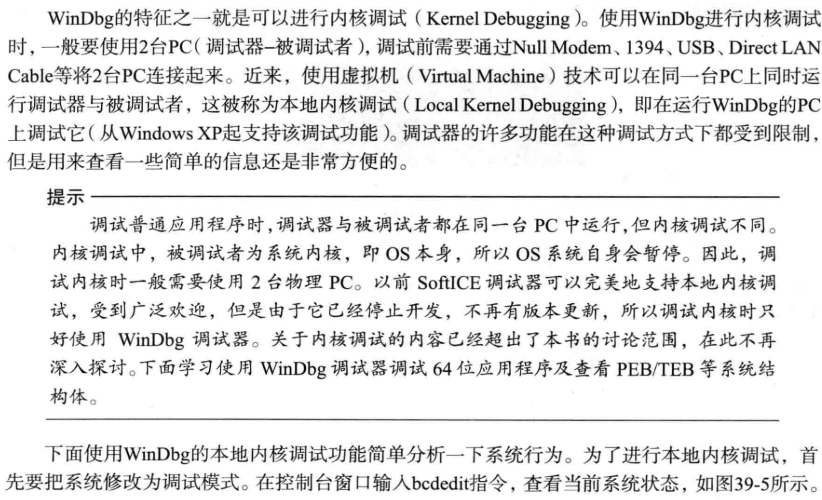 WinDbg的特征之一就是可以进行内核调试（Kernel Debugging）。使用WinDbg进行内核调试
时，一般要使用2台PC（调试器–被调试者），调试前需要通过Null Modem、1394、USB、Direct LAN
Cable等将2台PC连接起来。近来，使用虚拟机（Virtual Machine）技术可以在同一台PC上同时运
行调试器与被调试者，这被称为本地内核调试（Local Kernel Debugging），即在运行WinDbg的PC
上调试它（从Windows XP起支持该调试功能）。调试器的许多功能在这种调试方式下都受到限制，
但是用来查看一些简单的信息还是非常方便的。
提示
调试普通应用程序时，调试器与被调试者都在同一台 PC 中运行，但内核调试不同。
内核调试中，被调试者为系统内核，即 OS 本身，所以 OS 系统自身会暂停。因此，调
试内核时一般需要使用 2 台物理 PC。以前 SoftICE 调试器可以完美地支持本地内核调
试，受到广泛欢迎，但是由于它已经停止开发，不再有版本更新，所以调试内核时只
好使用 WinDbg 调试器。关于内核调试的内容已经超出了本书的讨论范围，在此不再
深入探讨。下面学习使用 WinDbg 调试器调试 64 位应用程序及查看 PEB/TEB 等系统结
构体。
下面使用WinDbg的本地内核调试功能简单分析一下系统行为。为了进行本地内核调试，首
先要把系统修改为调试模式。在控制台窗口输入bcdedit指令，查看当前系统状态，如图39-5所示。